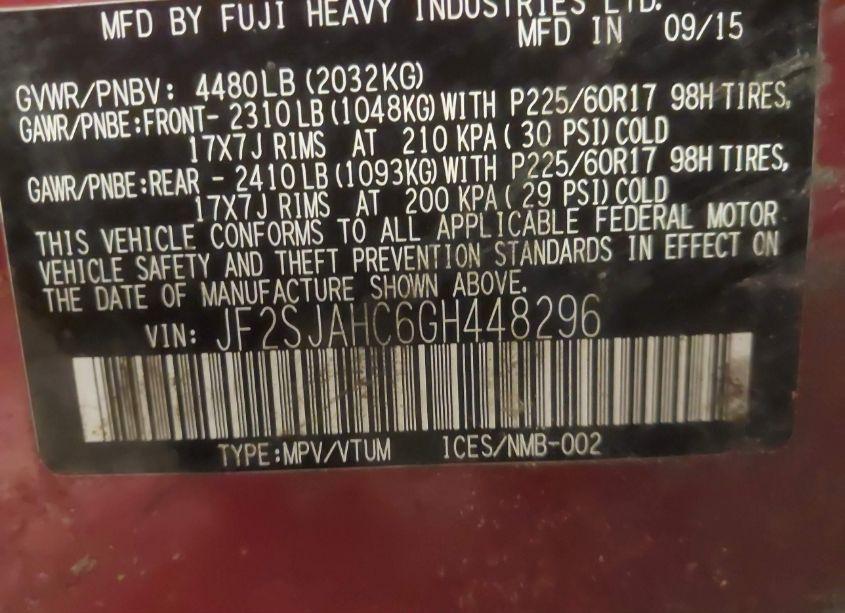 MFD BY FUJI HEAVY INDUSTRIES LTD.
MFD IN 09/15
GVWR/PNBV: 4480LB (2032KG)
GAWR/PNBE:FRONT- 2310LB (1048KG) WITH P225/60R17 98H TIRES,
17X7J RIMS AT 210 KPA ( 30 PSI) COLD
GAWR/PNBE:REAR - 2410LB (1093KG) WITH P225/60R17 98H TIRES,
17X7J RIMS AT 200 KPA ( 29 PSI) COLD
THIS VEHICLE CONFORMS TO ALL APPLICABLE FEDERAL MOTOR
VEHICLE SAFETY AND THEFT PREVENTION STANDARDS IN EFFECT ON
THE DATE OF MANUFACTURE SHOWN ABOVE.
VIN: JF2SJAHC6GH448296
TYPE:MPV/VTUM ICES/NMB-002